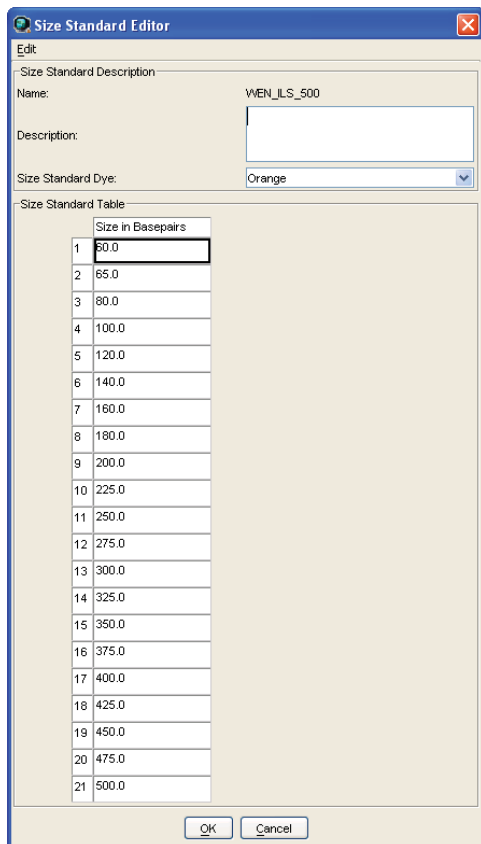 Size Standard Editor
Edit
Size Standard Description
Name: WEN_ILS_500
Description:
Size Standard Dye: Orange
Size Standard Table
Size in Basepairs
1 60.0
2 65.0
3 80.0
4 100.0
5 120.0
6 140.0
7 160.0
8 180.0
9 200.0
10 225.0
11 250.0
12 275.0
13 300.0
14 325.0
15 350.0
16 375.0
17 400.0
18 425.0
19 450.0
20 475.0
21 500.0
OK Cancel